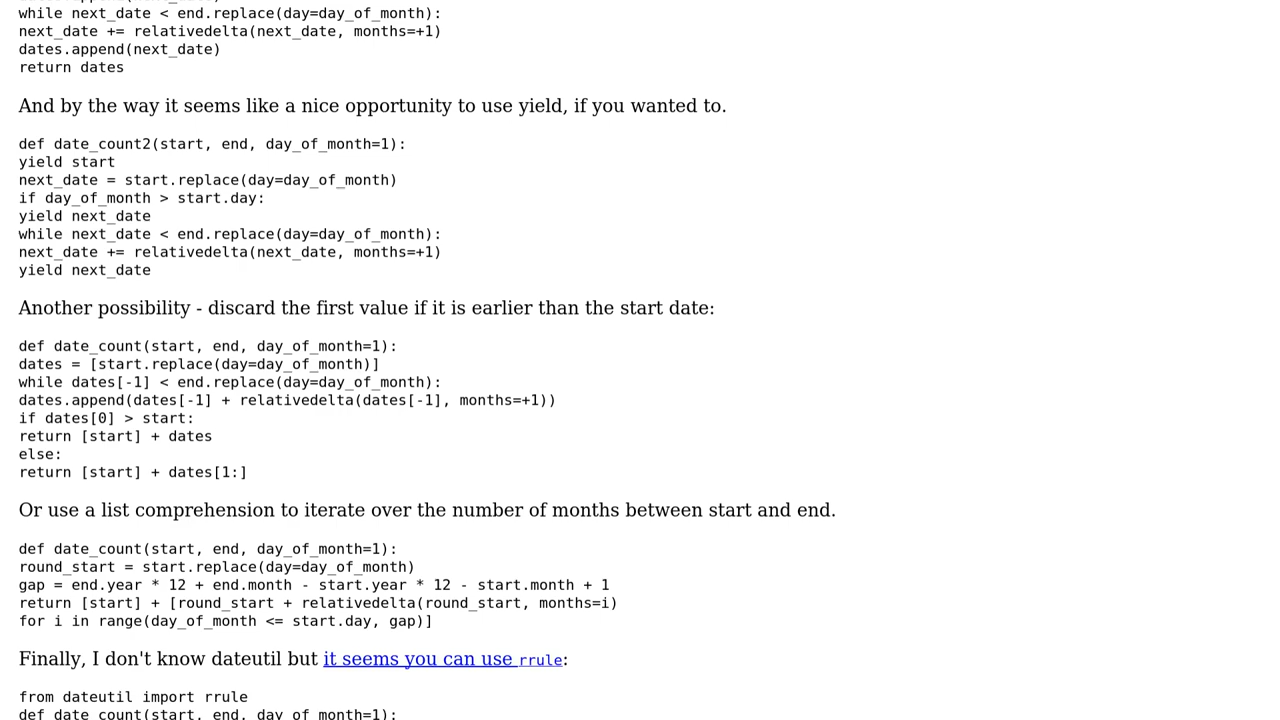 while next_date < end.replace(day=day_of_month):
next_date += relativedelta(next_date, months=+1)
dates.append(next_date)
return dates
And by the way it seems like a nice opportunity to use yield, if you wanted to.
def date_count2(start, end, day_of_month=1):
yield start
next_date = start.replace(day=day_of_month)
if day_of_month > start.day:
yield next_date
while next_date < end.replace(day=day_of_month):
next_date += relativedelta(next_date, months=+1)
yield next_date
Another possibility - discard the first value if it is earlier than the start date:
def date_count(start, end, day_of_month=1):
dates = [start.replace(day=day_of_month)]
while dates[-1] < end.replace(day=day_of_month):
dates.append(dates[-1] + relativedelta(dates[-1], months=+1))
if dates[0] > start:
return [start] + dates
else:
return [start] + dates[1:]
Or use a list comprehension to iterate over the number of months between start and end.
def date_count(start, end, day_of_month=1):
round_start = start.replace(day=day_of_month)
gap = end.year * 12 + end.month - start.year * 12 - start.month + 1
return [start] + [round_start + relativedelta(round_start, months=i)
for i in range(day_of_month <= start.day, gap)]
Finally, I don't know dateutil but it seems you can use rrule:
from dateutil import rrule
def date_count(start, end, day_of_month=1):